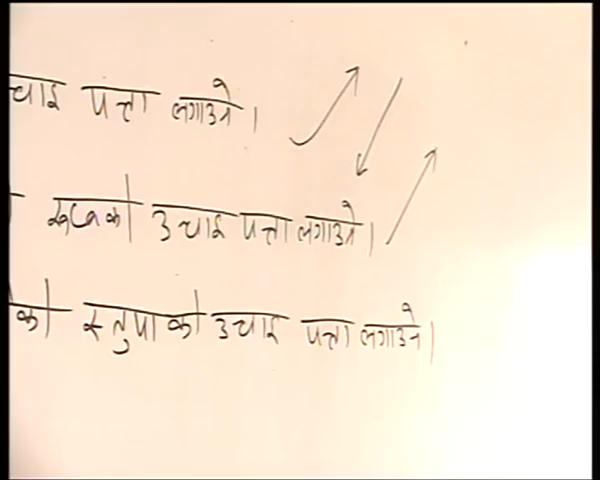 चाइ पत्ता लगाउने ।
को उचाइ पत्ता लगाउने ।
को स्तुपाको उचाइ पत्ता लगाउने ।